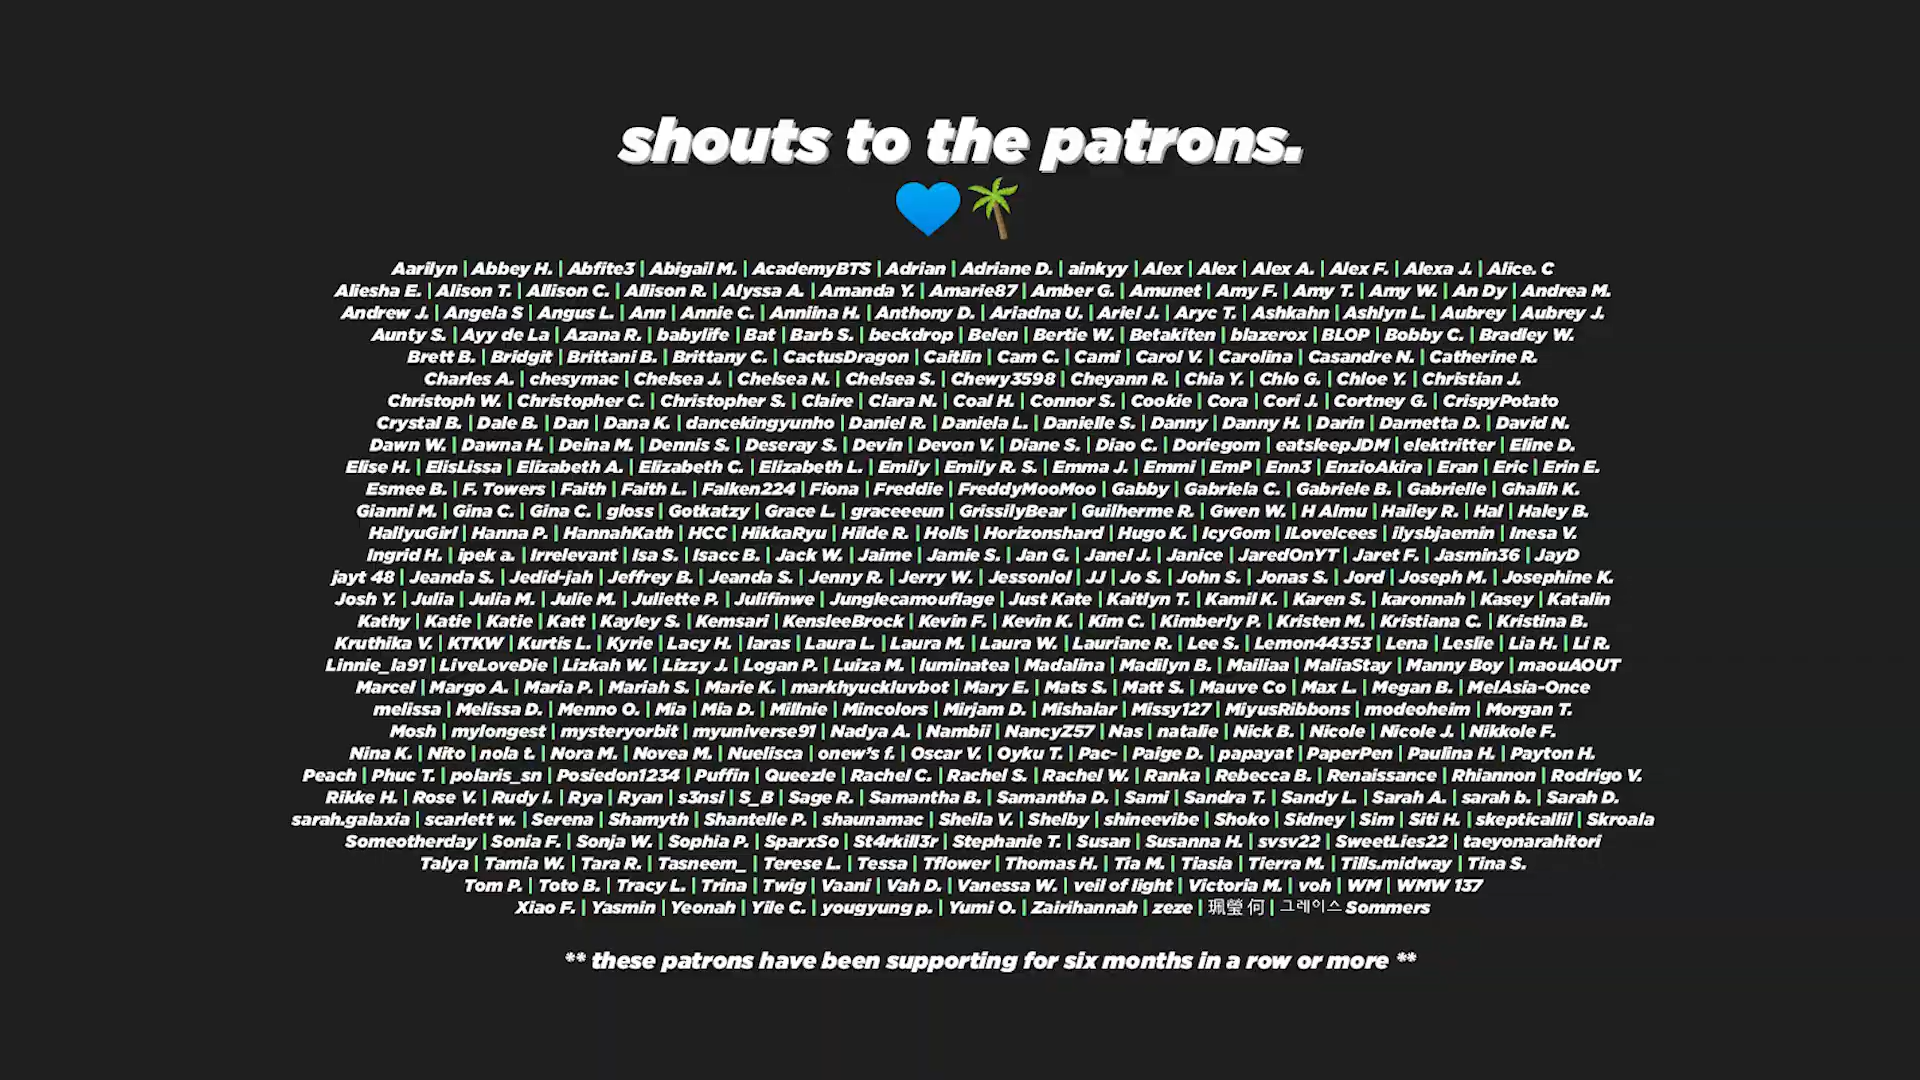 shouts to the patrons.
💙🌴
Aarilyn | Abbey H. | Abfite3 | Abigail M. | AcademyBTS | Adrian | Adriane D. | ainkyy | Alex | Alex | Alex A. | Alex F. | Alexa J. | Alice. C
Aliesha E. | Alison T. | Allison C. | Allison R. | Alyssa A. | Amanda Y. | Amarie87 | Amber G. | Amunet | Amy F. | Amy T. | Amy W. | An Dy | Andrea M.
Andrew J. | Angela S | Angus L. | Ann | Annie C. | Anniina H. | Anthony D. | Ariadna U. | Ariel J. | Aryc T. | Ashkahn | Ashlyn L. | Aubrey | Aubrey J.
Aunty S. | Ayy de La | Azana R. | babylife | Bat | Barb S. | beckdrop | Belen | Bertie W. | Betakiten | blazerox | BLOP | Bobby C. | Bradley W.
Brett B. | Bridgit | Brittani B. | Brittany C. | CactusDragon | Caitlin | Cam C. | Cami | Carol V. | Carolina | Casandre N. | Catherine R.
Charles A. | chesymac | Chelsea J. | Chelsea N. | Chelsea S. | Chewy3598 | Cheyann R. | Chia Y. | Chlo G. | Chloe Y. | Christian J.
Christoph W. | Christopher C. | Christopher S. | Claire | Clara N. | Coal H. | Connor S. | Cookie | Cora | Cori J. | Cortney G. | CrispyPotato
Crystal B. | Dale B. | Dan | Dana K. | dancekingyunho | Daniel R. | Daniela L. | Danielle S. | Danny | Danny H. | Darin | Darnetta D. | David N.
Dawn W. | Dawna H. | Deina M. | Dennis S. | Deseray S. | Devin | Devon V. | Diane S. | Diao C. | Doriegom | eatsleepJDM | elektritter | Eline D.
Elise H. | ElisLissa | Elizabeth A. | Elizabeth C. | Elizabeth L. | Emily | Emily R. S. | Emma J. | Emmi | EmP | Enn3 | EnzioAkira | Eran | Eric | Erin E.
Esmee B. | F. Towers | Faith | Faith L. | Falken224 | Fiona | Freddie | FreddyMooMoo | Gabby | Gabriela C. | Gabriele B. | Gabrielle | Ghalih K.
Gianni M. | Gina C. | Gina C. | gloss | Gotkatzy | Grace L. | graceeeun | GrissilyBear | Guilherme R. | Gwen W. | H Almu | Hailey R. | Hal | Haley B.
HallyuGirl | Hanna P. | HannahKath | HCC | HikkaRyu | Hilde R. | Holls | Horizonshard | Hugo K. | IcyGom | ILoveIcees | ilysbjaemin | Inesa V.
Ingrid H. | ipek a. | Irrelevant | Isa S. | Isacc B. | Jack W. | Jaime | Jamie S. | Jan G. | Janel J. | Janice | JaredOnYT | Jaret F. | Jasmin36 | JayD
jayt 48 | Jeanda S. | Jedid-jah | Jeffrey B. | Jeanda S. | Jenny R. | Jerry W. | Jessonlol | JJ | Jo S. | John S. | Jonas S. | Jord | Joseph M. | Josephine K.
Josh Y. | Julia | Julia M. | Julie M. | Juliette P. | Julifinwe | Junglecamouflage | Just Kate | Kaitlyn T. | Kamil K. | Karen S. | karonnah | Kasey | Katalin
Kathy | Katie | Katie | Katt | Kayley S. | Kemsari | KensleeBrock | Kevin F. | Kevin K. | Kim C. | Kimberly P. | Kristen M. | Kristiana C. | Kristina B.
Kruthika V. | KTKW | Kurtis L. | Kyrie | Lacy H. | laras | Laura L. | Laura M. | Laura W. | Lauriane R. | Lee S. | Lemon44353 | Lena | Leslie | Lia H. | Li R.
Linnie_la91 | LiveLoveDie | Lizkah W. | Lizzy J. | Logan P. | Luiza M. | luminatea | Madalina | Madilyn B. | Mailiaa | MaliaStay | Manny Boy | maouAOUT
Marcel | Margo A. | Maria P. | Mariah S. | Marie K. | markhyuckluvbot | Mary E. | Mats S. | Matt S. | Mauve Co | Max L. | Megan B. | MelAsia-Once
melissa | Melissa D. | Menno O. | Mia | Mia D. | Millnie | Mincolors | Mirjam D. | Mishalar | Missy127 | MiyusRibbons | modeoheim | Morgan T.
Mosh | mylongest | mysteryorbit | myuniverse91 | Nadya A. | Nambii | NancyZ57 | Nas | natalie | Nick B. | Nicole | Nicole J. | Nikkole F.
Nina K. | Nito | nola t. | Nora M. | Novea M. | Nuelisca | onew's f. | Oscar V. | Oyku T. | Pac- | Paige D. | papayat | PaperPen | Paulina H. | Payton H.
Peach | Phuc T. | polaris_sn | Posiedon1234 | Puffin | Queezle | Rachel C. | Rachel S. | Rachel W. | Ranka | Rebecca B. | Renaissance | Rhiannon | Rodrigo V.
Rikke H. | Rose V. | Rudy I. | Rya | Ryan | s3nsi | S_B | Sage R. | Samantha B. | Samantha D. | Sami | Sandra T. | Sandy L. | Sarah A. | sarah b. | Sarah D.
sarah.galaxia | scarlett w. | Serena | Shamyth | Shantelle P. | shaunamac | Sheila V. | Shelby | shineevibe | Shoko | Sidney | Sim | Siti H. | skepticallil | Skroala
Someotherday | Sonia F. | Sonja W. | Sophia P. | SparxSo | St4rkill3r | Stephanie T. | Susan | Susanna H. | svsv22 | SweetLies22 | taeyonarahitori
Talya | Tamia W. | Tara R. | Tasneem_ | Terese L. | Tessa | Tflower | Thomas H. | Tia M. | Tiasia | Tierra M. | Tills.midway | Tina S.
Tom P. | Toto B. | Tracy L. | Trina | Twig | Vaani | Vah D. | Vanessa W. | veil of light | Victoria M. | voh | WM | WMW 137
Xiao F. | Yasmin | Yeonah | Yile C. | yougyung p. | Yumi O. | Zairihannah | zeze | 珮瑩 何 | 그레이스 Sommers
** these patrons have been supporting for six months in a row or more **